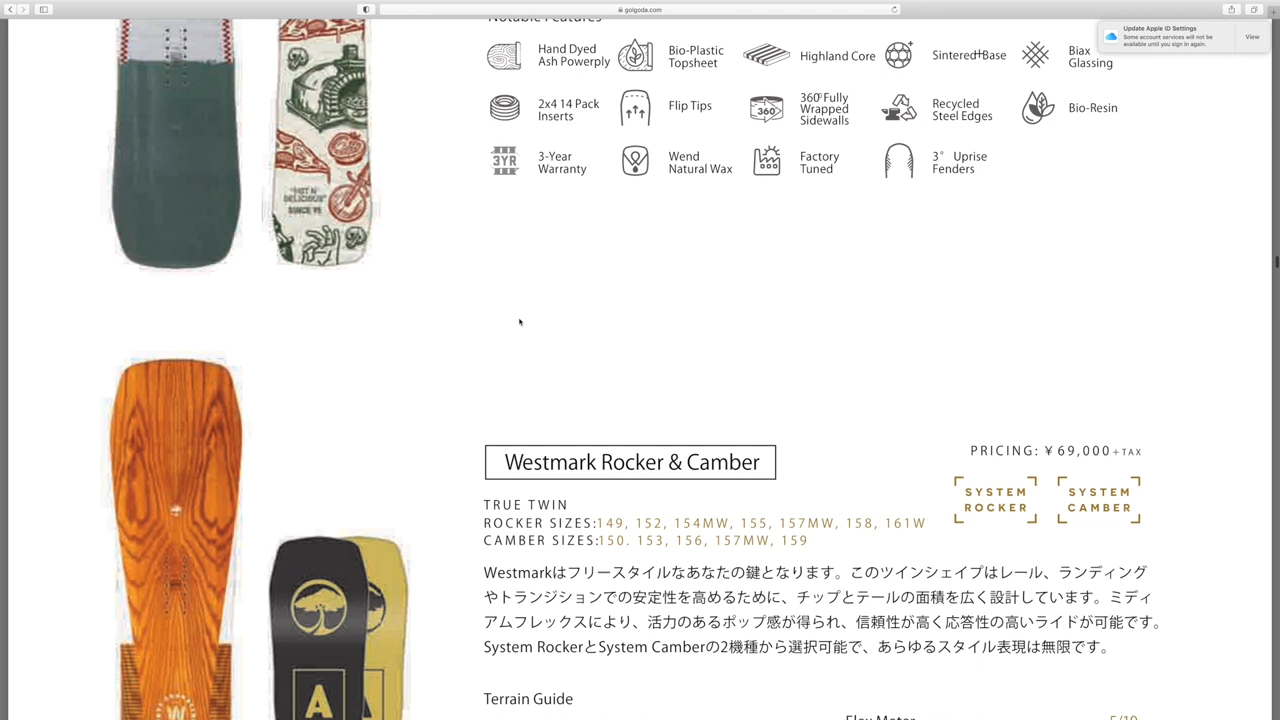 golgoda.com
Update Apple ID Settings
Some account services will not be
available until you sign in again.
View
Notable Features
Hand Dyed
Ash Powerply
Bio-Plastic
Topsheet
Highland Core
Sintered Base
Biax
Glassing
2x4 14 Pack
Inserts
Flip Tips
360° Fully
Wrapped
Sidewalls
360
Recycled
Steel Edges
Bio-Resin
3YR
3-Year
Warranty
Wend
Natural Wax
Factory
Tuned
3° Uprise
Fenders
"HOT N
DELICIOUS"
SINCE 95
Westmark Rocker & Camber
PRICING: ¥69,000+TAX
SYSTEM
ROCKER
SYSTEM
CAMBER
TRUE TWIN
ROCKER SIZES:149, 152, 154MW, 155, 157MW, 158, 161W
CAMBER SIZES:150. 153, 156, 157MW, 159
Westmarkはフリースタイルなあなたの鍵となります。このツインシェイプはレール、ランディング
やトランジションでの安定性を高めるために、チップとテールの面積を広く設計しています。ミディ
アムフレックスにより、活力のあるポップ感が得られ、信頼性が高く応答性の高いライドが可能です。
System RockerとSystem Camberの2機種から選択可能で、あらゆるスタイル表現は無限です。
A
W
Terrain Guide
Flex Meter
5/10